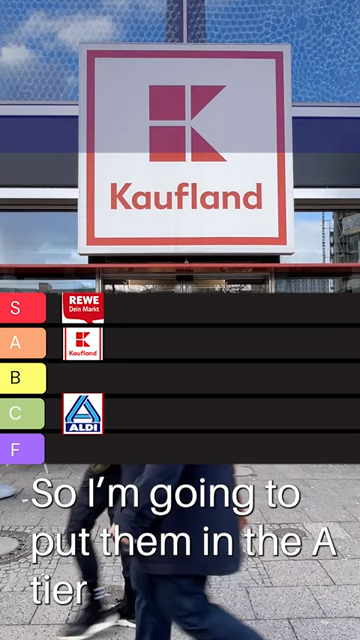 Kaufland
S
REWE
Dein Markt
A
Kaufland
B
C
ALDI
F
So I’m going to
put them in the A
tier